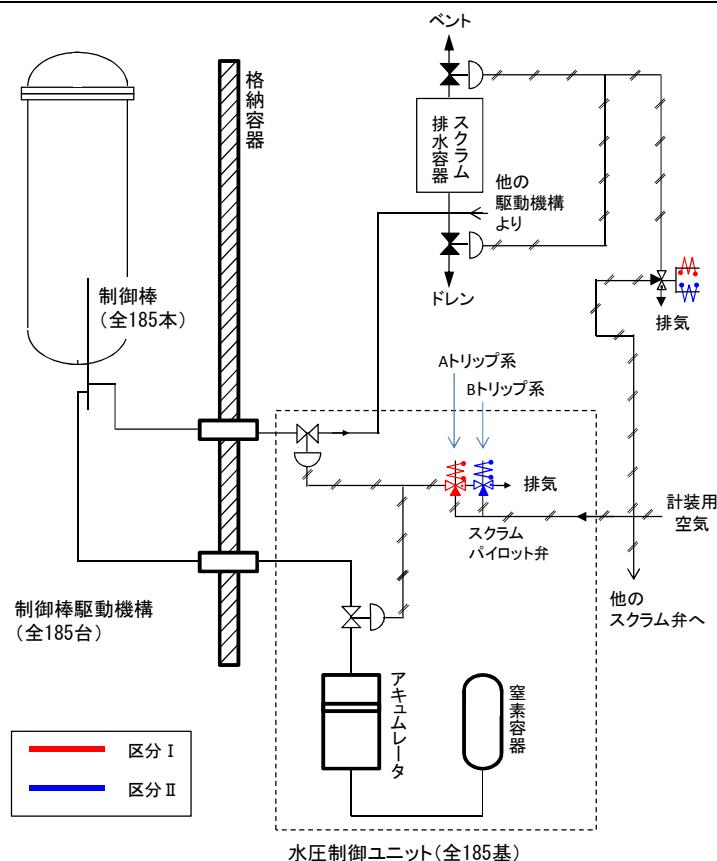 ベント
格納容器
スクラム
排水容器
他の
駆動機構
より
ドレン
制御棒
(全185本)
排気
Aトリップ系
Bトリップ系
排気
計装用
空気
スクラム
パイロット弁
他の
スクラム弁へ
制御棒駆動機構
(全185台)
アキュムレータ
窒素容器
区分Ⅰ
区分Ⅱ
水圧制御ユニット(全185基)